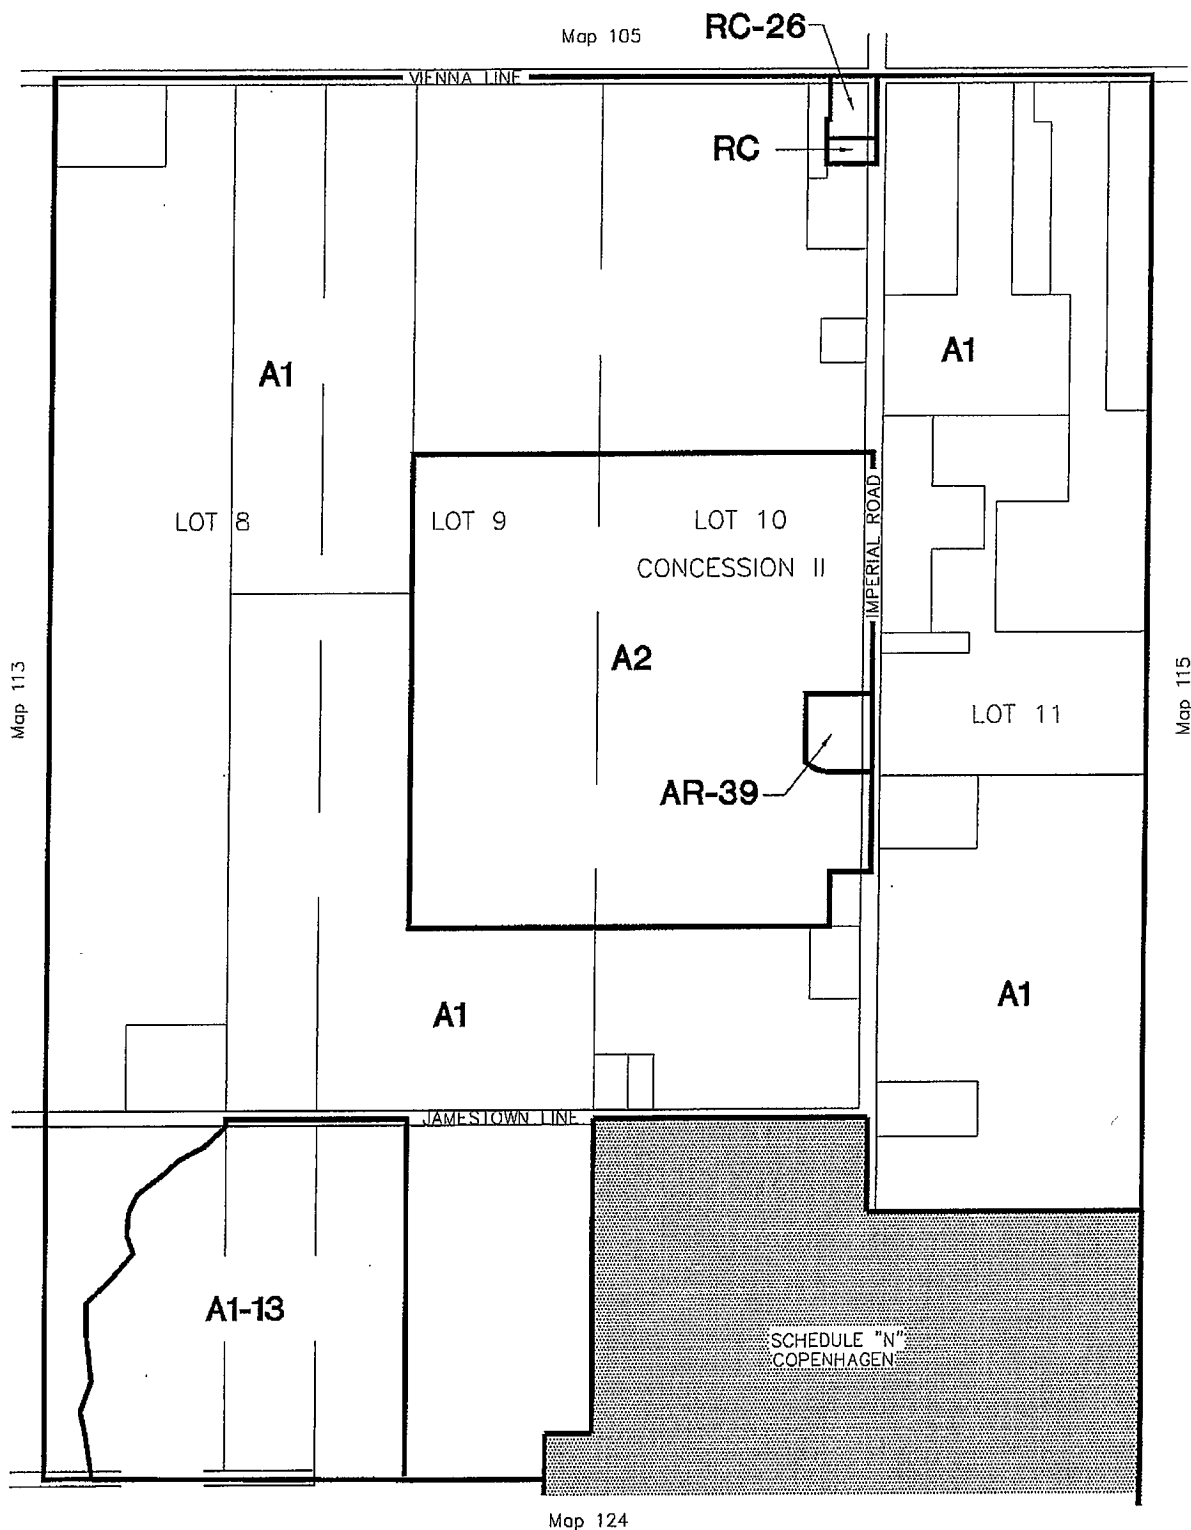 Map 105
RC-26
VIENNA LINE
RC
A1
A1
LOT 8
LOT 9
LOT 10
CONCESSION II
IMPERIAL ROAD
A2
Map 113
Map 115
LOT 11
AR-39
A1
A1
JAMESTOWN LINE
A1-13
SCHEDULE "N"
COPENHAGEN
Map 124